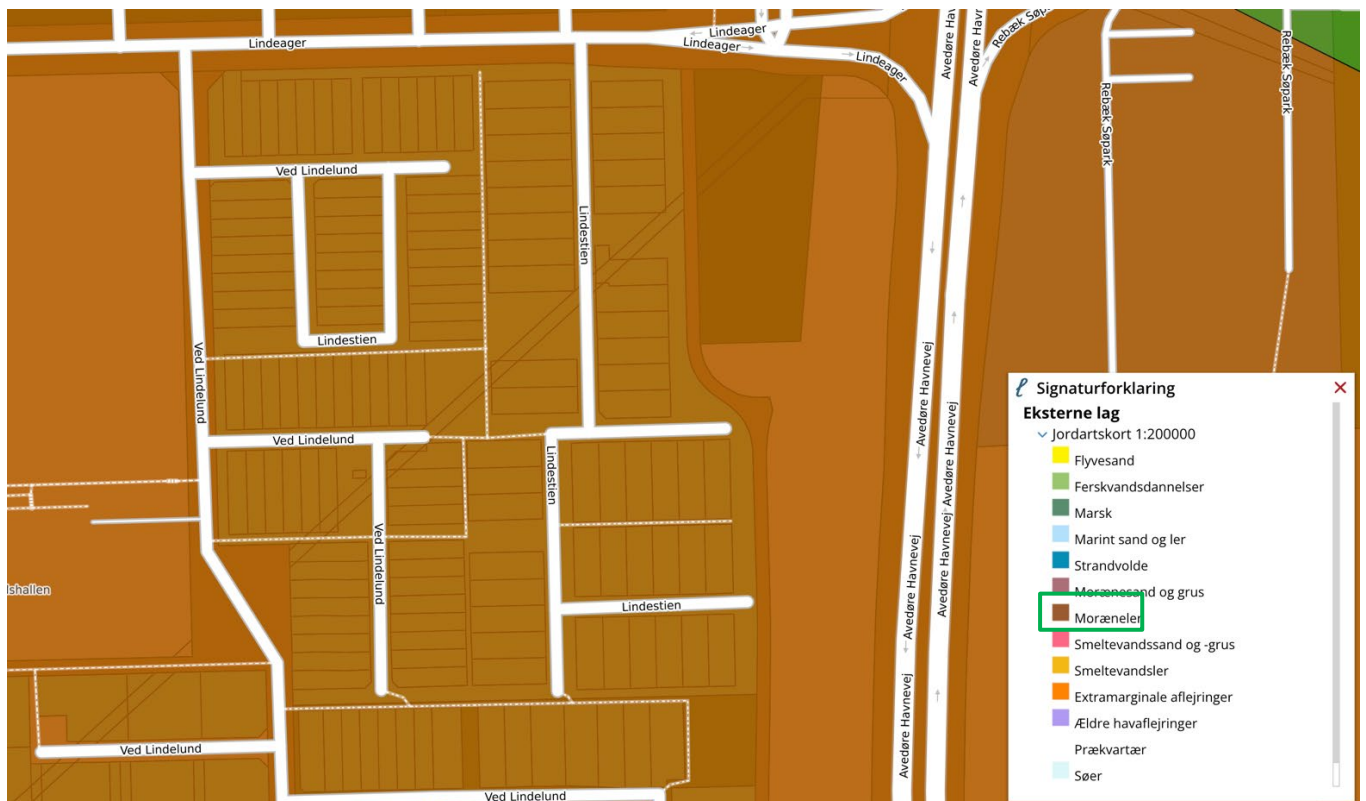 Lindeager
Lindeager
Lindeager
Lindeager
Avedøre Havnevej
Avedøre Havn
Rebæk Søpark
Rebæk Søpark
Rebæk Søpark
Ved Lindelund
Lindestien
Lindestien
Ved Lindelund
Avedøre Havnevej
Avedøre Havnevej
Ved Lindelund
Lindestien
Ved Lindelund
Avedøre Havnevej
Avedøre Havnevej
lshallen
Lindestien
Avedøre Havnevej
Ved Lindelund
Ved Lindelund
Signaturforklaring
Eksterne lag
Jordartskort 1:200000
Flyvesand
Ferskvandsdannelser
Marsk
Marint sand og ler
Strandvolde
Morænesand og grus
Moræneler
Smeltevandssand og -grus
Smeltevandsler
Extramarginale aflejringer
Ældre havaflejringer
Prækvartær
Søer